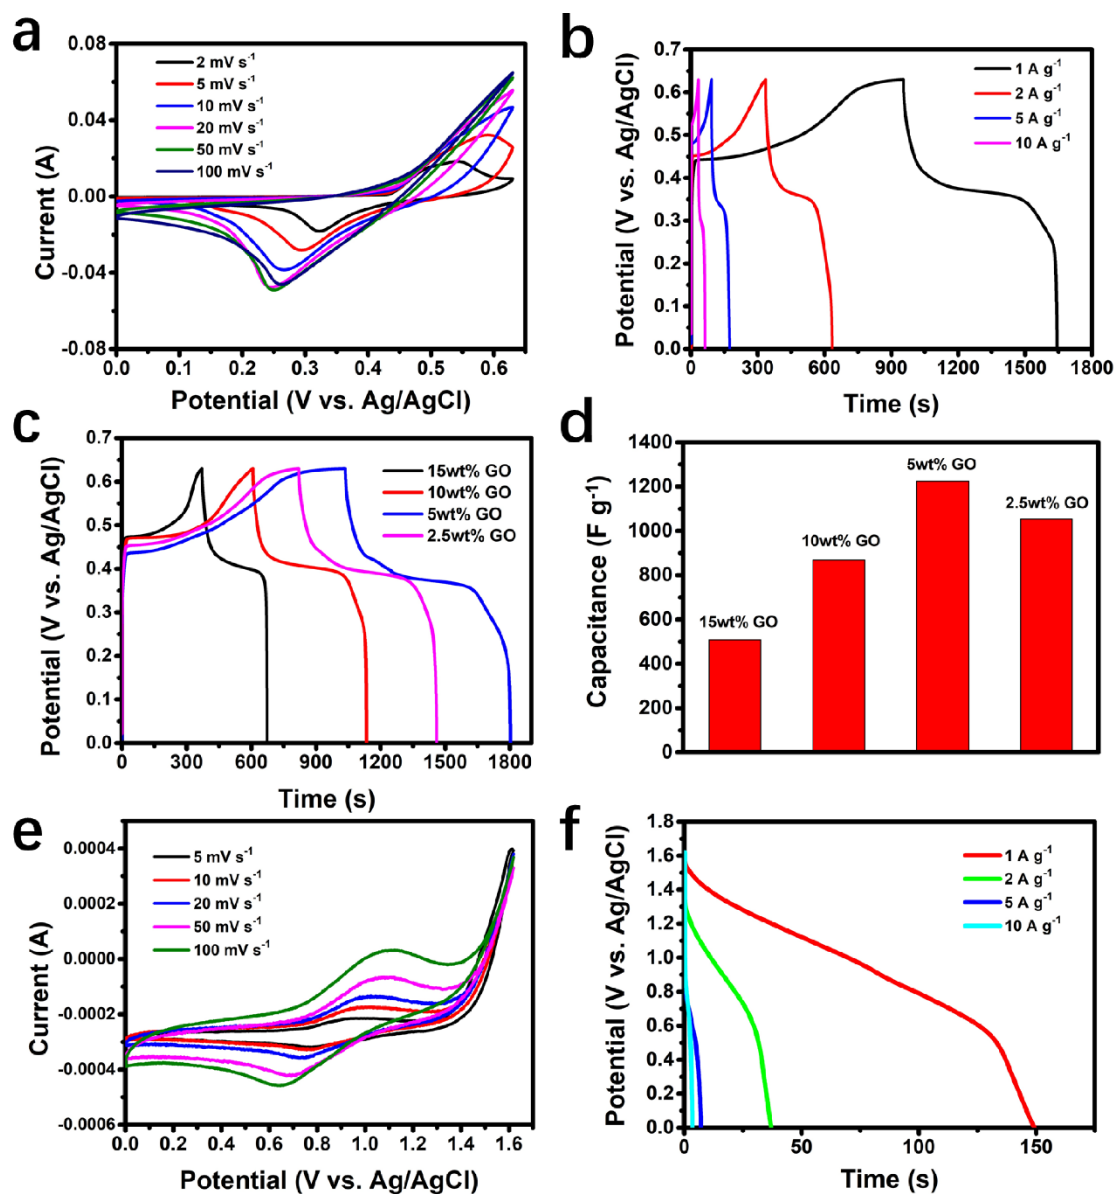 a
0.08
0.04
0.00
-0.04
-0.08
Current (A)
2 mV s⁻¹
5 mV s⁻¹
10 mV s⁻¹
20 mV s⁻¹
50 mV s⁻¹
100 mV s⁻¹
0.0 0.1 0.2 0.3 0.4 0.5 0.6
Potential (V vs. Ag/AgCl)
b
0.7
0.6
0.5
0.4
0.3
0.2
0.1
0.0
Potential (V vs. Ag/AgCl)
1 A g⁻¹
2 A g⁻¹
5 A g⁻¹
10 A g⁻¹
0 300 600 900 1200 1500 1800
Time (s)
c
0.7
0.6
0.5
0.4
0.3
0.2
0.1
0.0
Potential (V vs. Ag/AgCl)
15wt% GO
10wt% GO
5wt% GO
2.5wt% GO
0 300 600 900 1200 1500 1800
Time (s)
d
1400
1200
1000
800
600
400
200
0
Capacitance (F g⁻¹)
15wt% GO
10wt% GO
5wt% GO
2.5wt% GO
e
0.0004
0.0002
0.0000
-0.0002
-0.0004
-0.0006
Current (A)
5 mV s⁻¹
10 mV s⁻¹
20 mV s⁻¹
50 mV s⁻¹
100 mV s⁻¹
0.0 0.2 0.4 0.6 0.8 1.0 1.2 1.4 1.6
Potential (V vs. Ag/AgCl)
f
1.8
1.6
1.4
1.2
1.0
0.8
0.6
0.4
0.2
0.0
Potential (V vs. Ag/AgCl)
1 A g⁻¹
2 A g⁻¹
5 A g⁻¹
10 A g⁻¹
0 50 100 150
Time (s)